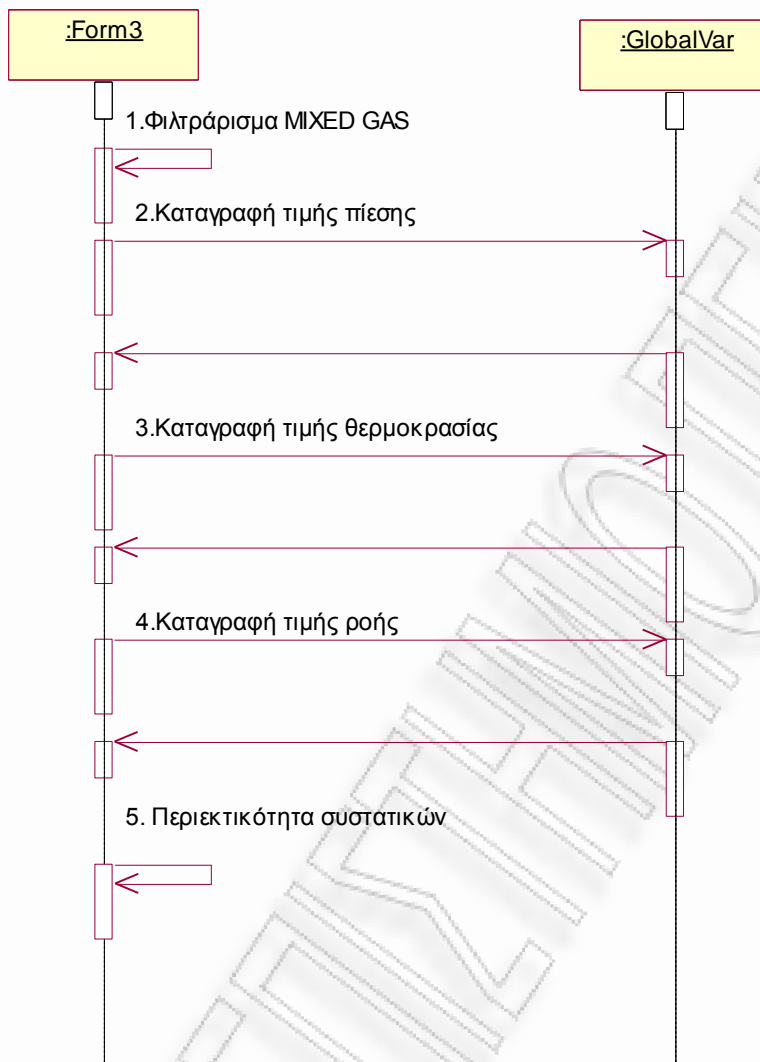 :Form3
:GlobalVar
1.Φιλτράρισμα MIXED GAS
2.Καταγραφή τιμής πίεσης
3.Καταγραφή τιμής θερμοκρασίας
4.Καταγραφή τιμής ροής
5. Περιεκτικότητα συστατικών